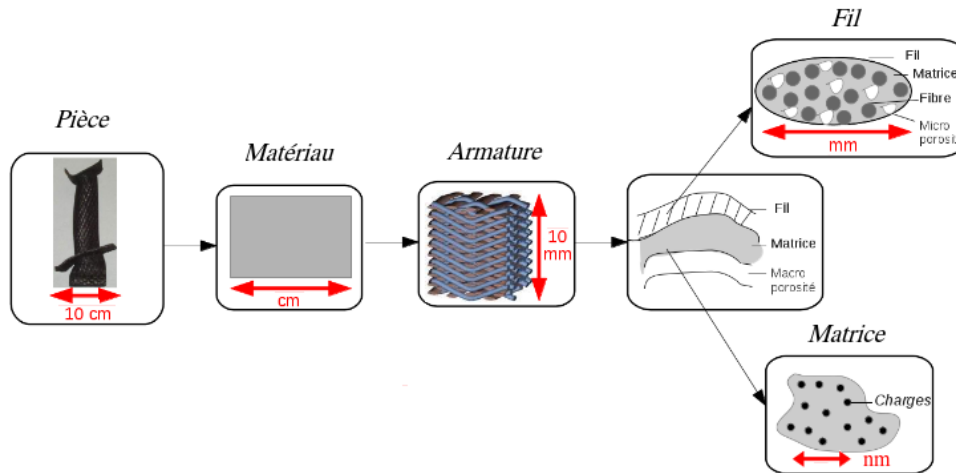 Pièce
10 cm
Matériau
cm
Armature
10
mm
Fil
Matrice
Macro
porosité
Fil
Fil
Matrice
Fibre
Micro
porosité
mm
Matrice
Charges
nm